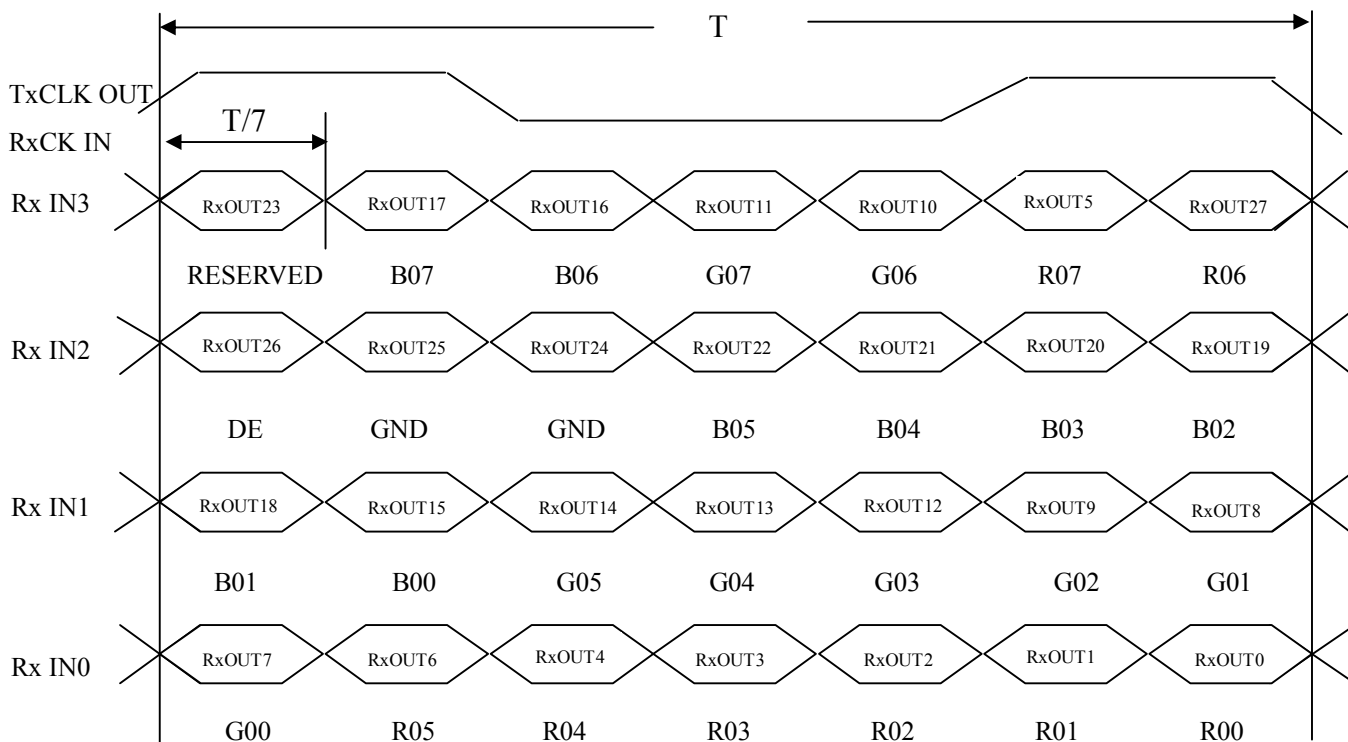 T
TxCLK OUT
T/7
RxCK IN
Rx IN3 RxOUT23 RxOUT17 RxOUT16 RxOUT11 RxOUT10 RxOUT5 RxOUT27
RESERVED B07 B06 G07 G06 R07 R06
Rx IN2 RxOUT26 RxOUT25 RxOUT24 RxOUT22 RxOUT21 RxOUT20 RxOUT19
DE GND GND B05 B04 B03 B02
Rx IN1 RxOUT18 RxOUT15 RxOUT14 RxOUT13 RxOUT12 RxOUT9 RxOUT8
B01 B00 G05 G04 G03 G02 G01
Rx IN0 RxOUT7 RxOUT6 RxOUT4 RxOUT3 RxOUT2 RxOUT1 RxOUT0
G00 R05 R04 R03 R02 R01 R00